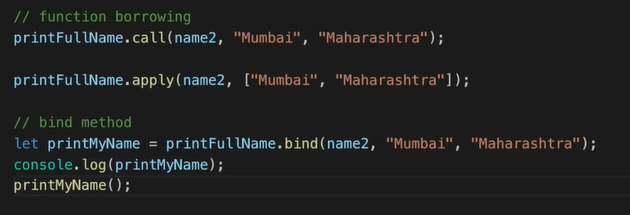 // function borrowing
printFullName.call(name2, "Mumbai", "Maharashtra");
printFullName.apply(name2, ["Mumbai", "Maharashtra"]);
// bind method
let printMyName = printFullName.bind(name2, "Mumbai", "Maharashtra");
console.log(printMyName);
printMyName();